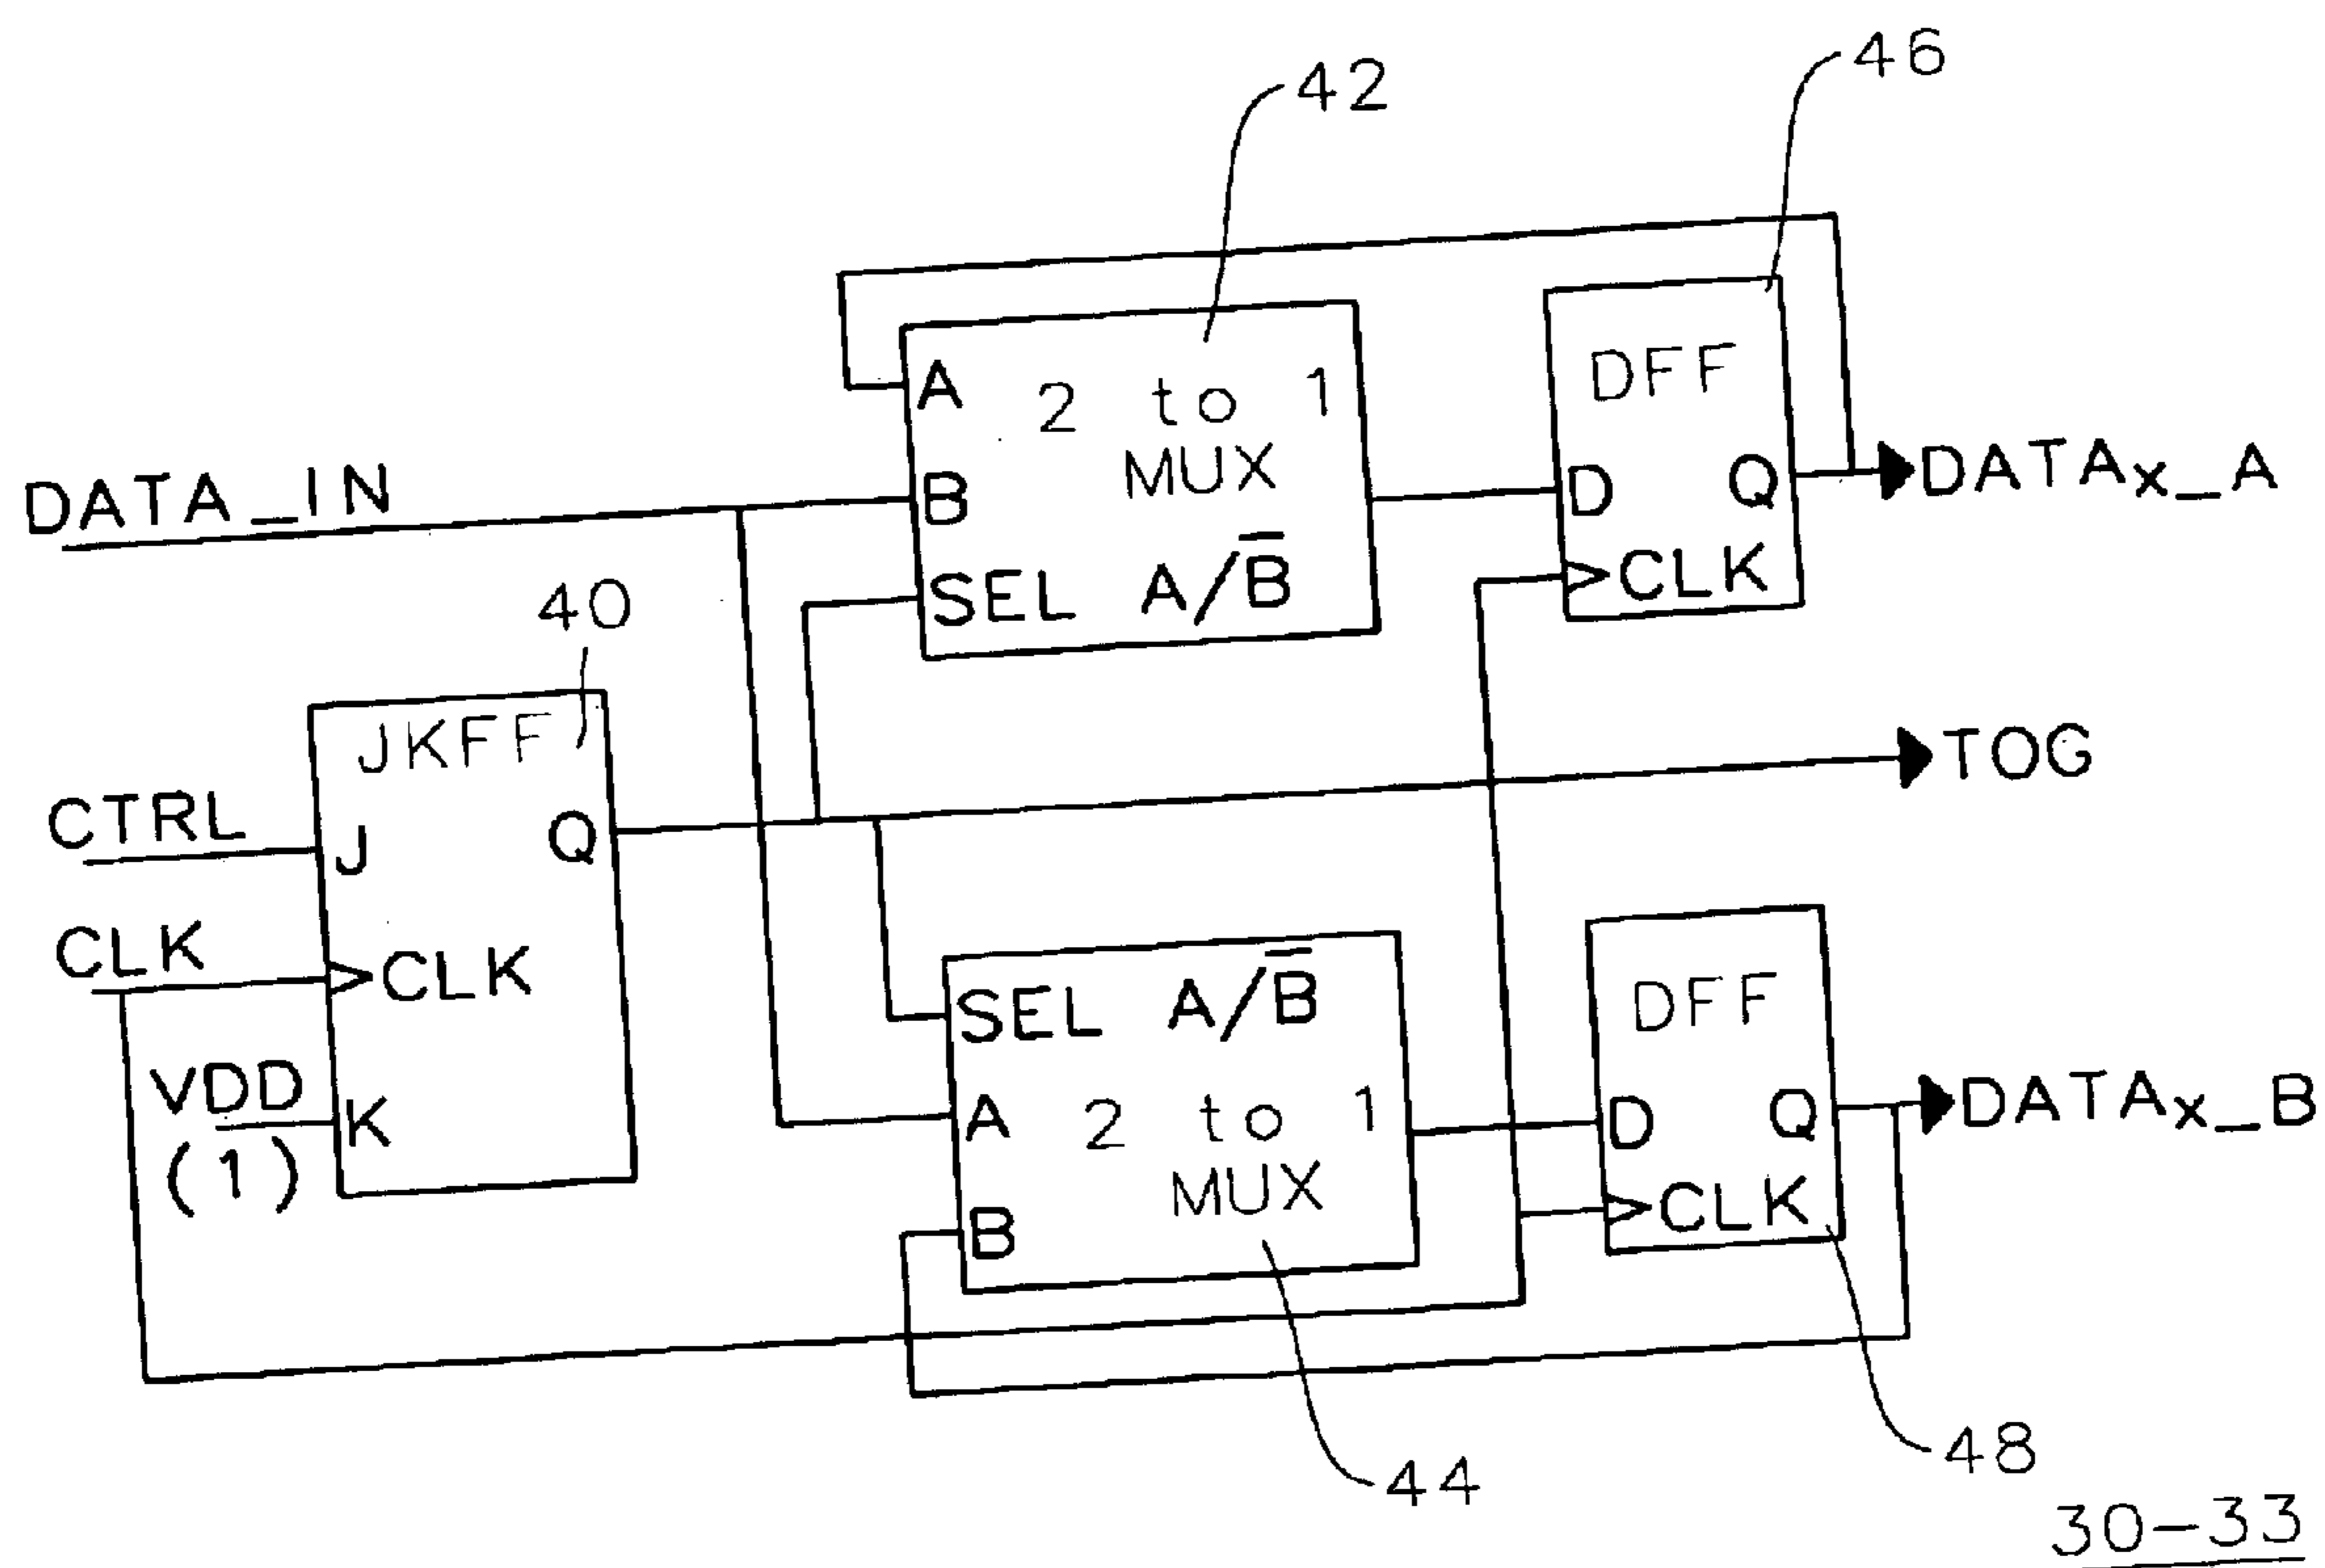 46
42
A
2 to 1
MUX
DFF
DATA_IN
B
D
Q
DATAx_A
SEL A/B̅
CLK
40
JKFF
TOG
CTRL
J
Q
CLK
CLK
SEL A/B̅
DFF
VDD
(1)
K
A
2 to 1
MUX
D
Q
DATAx_B
B
CLK
44
48
30-33